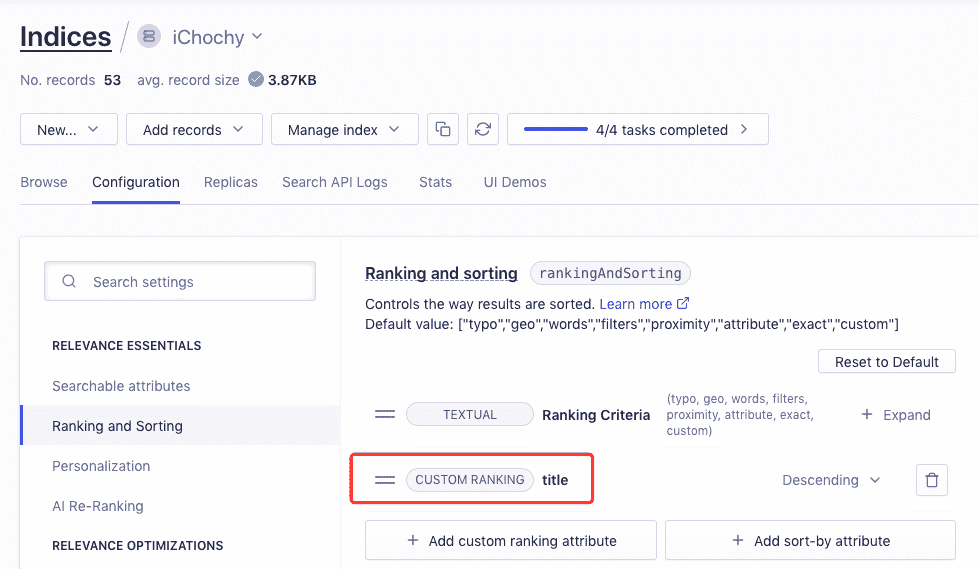 Indices / iChochy
No. records 53 avg. record size 3.87KB
New... Add records Manage index 4/4 tasks completed
Browse Configuration Replicas Search API Logs Stats UI Demos
Search settings
RELEVANCE ESSENTIALS
Searchable attributes
Ranking and Sorting
Personalization
AI Re-Ranking
RELEVANCE OPTIMIZATIONS
Ranking and sorting rankingAndSorting
Controls the way results are sorted. Learn more
Default value: ["typo","geo","words","filters","proximity","attribute","exact","custom"]
Reset to Default
TEXTUAL Ranking Criteria
(typo, geo, words, filters,
proximity, attribute, exact,
custom)
+ Expand
CUSTOM RANKING title Descending
+ Add custom ranking attribute + Add sort-by attribute